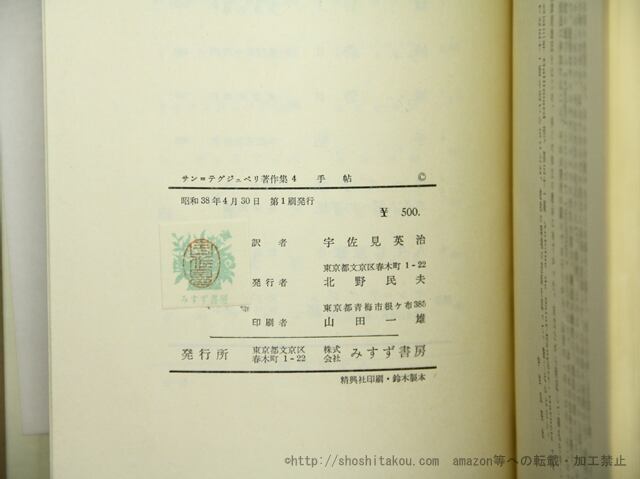 サン=テグジュペリ著作集 4　手　帖　©
昭和38年4月30日　第1刷発行
¥ 500.
訳　者　宇佐見英治
東京都文京区春木町 1-22
発行者　北野民夫
東京都青梅市根ヶ布385
印刷者　山田一雄
発行所　東京都文京区春木町 1-22　株式会社 みすず書房
精興社印刷・鈴木製本
みすず書房
©http://shoshitakou.com amazon等への転載・加工禁止